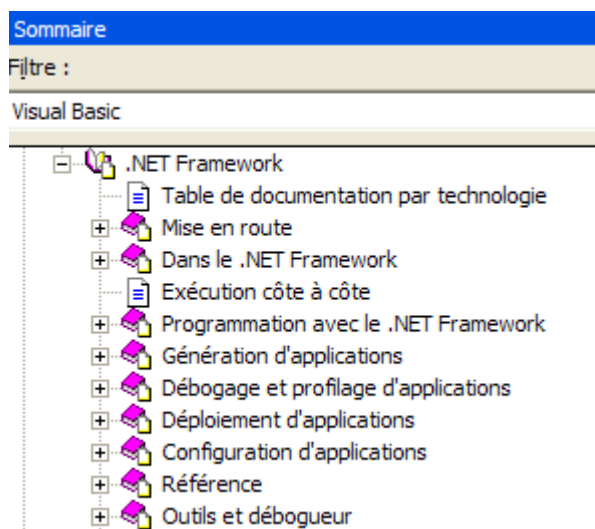 Sommaire
Filtre :
Visual Basic
.NET Framework
Table de documentation par technologie
Mise en route
Dans le .NET Framework
Exécution côte à côte
Programmation avec le .NET Framework
Génération d'applications
Débogage et profilage d'applications
Déploiement d'applications
Configuration d'applications
Référence
Outils et débogueur